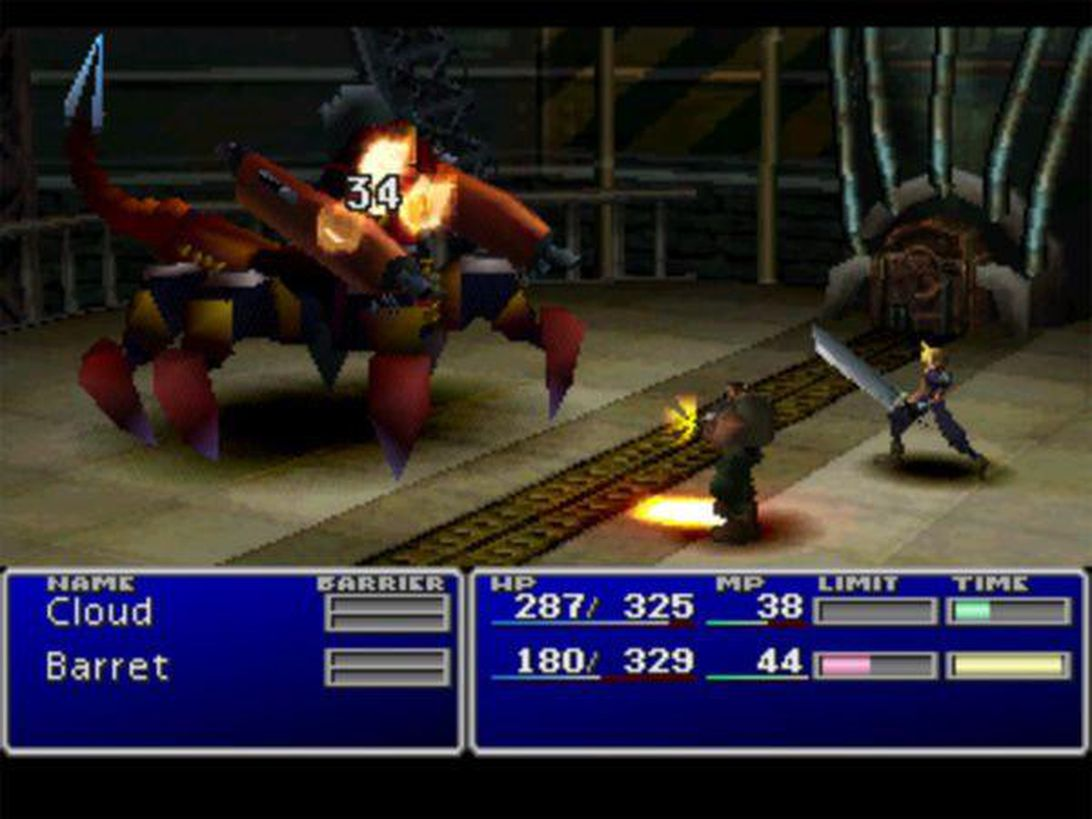 34
NAME BARRIER HP MP LIMIT TIME
Cloud 287/ 325 38
Barret 180/ 329 44